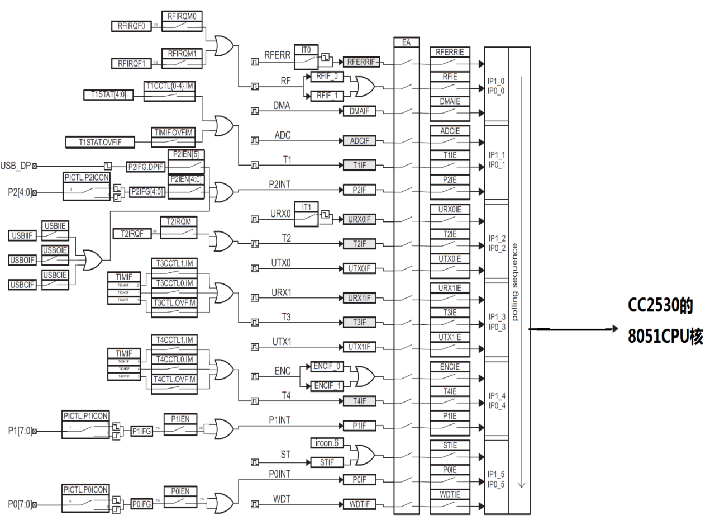 RFIRQM0
RFIRQF0
RFIRQM1
RFIRQF1
T1CCTL[0-4].IM
T1STAT[4:0]
TIMIF.OVFIM
T1STAT.OVFIF
USB_DP
P2IFG.DPIF
P2IEN[5]
P2[4:0]
PICTL.P2ICON
P2IFG[4:0]
P2IEN[4:0]
USBIIE
USBIIF
USBOIE
USBOIF
USBCIE
USBCIF
T2IRQM
T2IRQF
TIMIF
T3CCTL1.IM
T3CCTL0.IM
T3CTL.OVFIM
TIMIF
T4CCTL1.IM
T4CCTL0.IM
T4CTL.OVFIM
P1[7:0]
PICTL.P1ICON
P1IFG
P1IEN
P0[7:0]
PICTL.P0ICON
P0IFG
P0IEN
RFERR
IT0
RFERRIF
RF
RFIF_0
RFIF_1
DMA
DMAIF
ADC
ADCIF
T1
T1IF
P2INT
P2IF
URX0
IT1
URX0IF
T2
T2IF
UTX0
UTX0IF
URX1
URX1IF
T3
T3IF
UTX1
UTX1IF
ENC
ENCIF_0
ENCIF_1
T4
T4IF
P1INT
P1IF
ST
ircon.6
STIF
P0INT
P0IF
WDT
WDTIF
EA
RFERRIE
RFIE
DMAIE
ADCIE
T1IE
P2IE
URX0IE
T2IE
UTX0IE
URX1IE
T3IE
UTX1IE
ENCIE
T4IE
P1IE
STIE
P0IE
WDTIE
IP1_0
IP0_0
IP1_1
IP0_1
IP1_2
IP0_2
IP1_3
IP0_3
IP1_4
IP0_4
IP1_5
IP0_5
polling sequence
CC2530的
8051CPU核